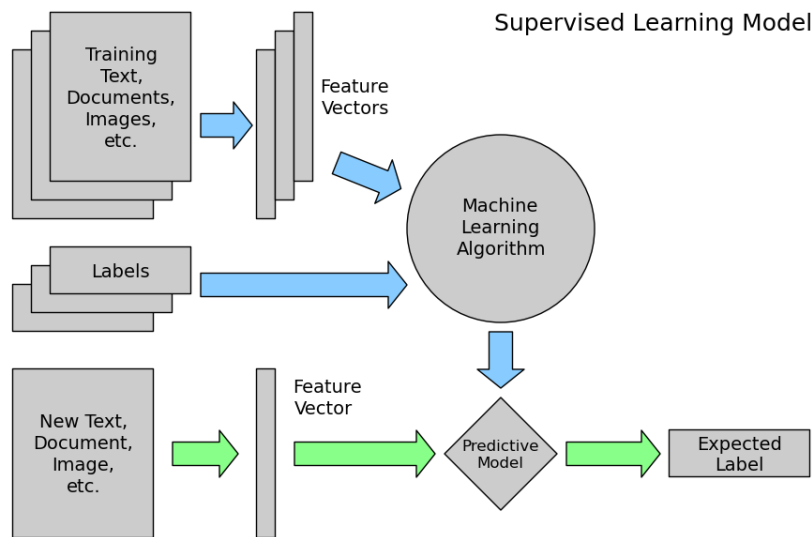 Supervised Learning Model
Training
Text,
Documents,
Images,
etc.
Feature
Vectors
Machine
Learning
Algorithm
Labels
New Text,
Document,
Image,
etc.
Feature
Vector
Predictive
Model
Expected
Label